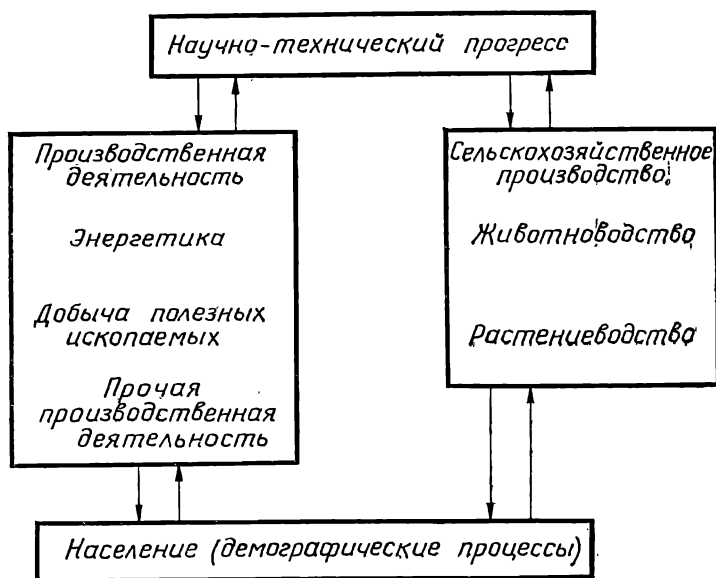 Научно-технический прогресс
Производственная
деятельность
Энергетика
Добыча полезных
ископаемых
Прочая
производственная
деятельность
Сельскохозяйственное
производство
Животноводство
Растениеводство
Население (демографические процессы)